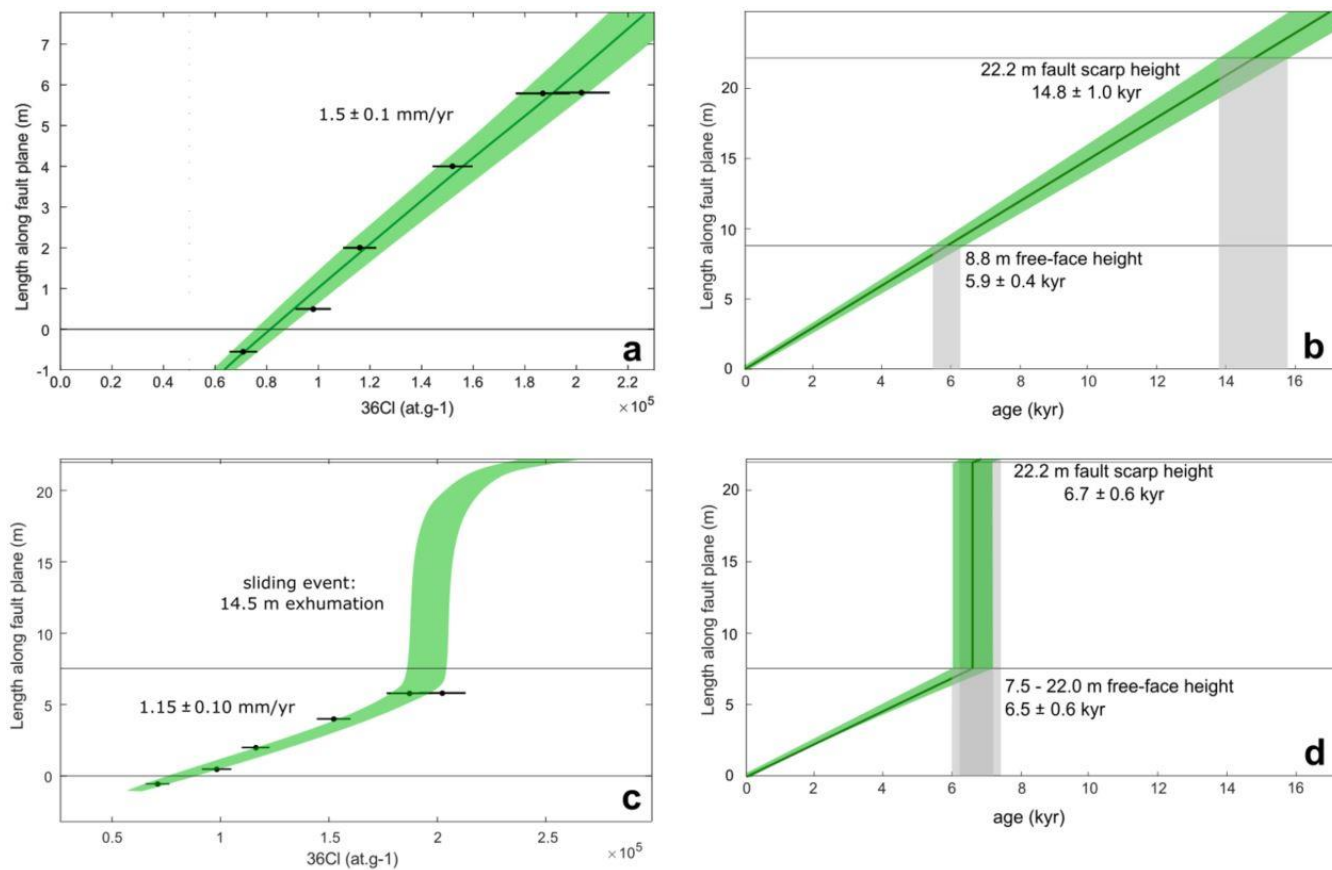 7
6
5
4
3
2
1
0
-1
Length along fault plane (m)
1.5 ± 0.1 mm/yr
a
0.0 0.2 0.4 0.6 0.8 1 1.2 1.4 1.6 1.8 2 2.2
36Cl (at.g-1)
×10⁵
20
15
10
5
0
Length along fault plane (m)
22.2 m fault scarp height
14.8 ± 1.0 kyr
8.8 m free-face height
5.9 ± 0.4 kyr
b
0 2 4 6 8 10 12 14 16
age (kyr)
20
15
10
5
0
Length along fault plane (m)
sliding event:
14.5 m exhumation
1.15 ± 0.10 mm/yr
c
0.5 1 1.5 2 2.5
36Cl (at.g-1)
×10⁵
20
15
10
5
0
Length along fault plane (m)
22.2 m fault scarp height
6.7 ± 0.6 kyr
7.5 - 22.0 m free-face height
6.5 ± 0.6 kyr
d
0 2 4 6 8 10 12 14 16
age (kyr)